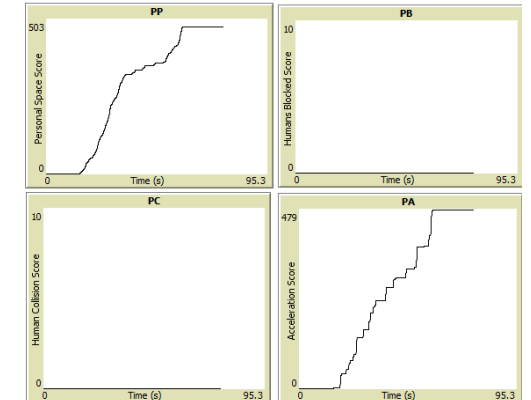 PP
503
Personal Space Score
0
0
Time (s)
95.3
PB
10
Humans Blocked Score
0
0
Time (s)
95.3
PC
10
Human Collision Score
0
0
Time (s)
95.3
PA
479
Acceleration Score
0
0
Time (s)
95.3